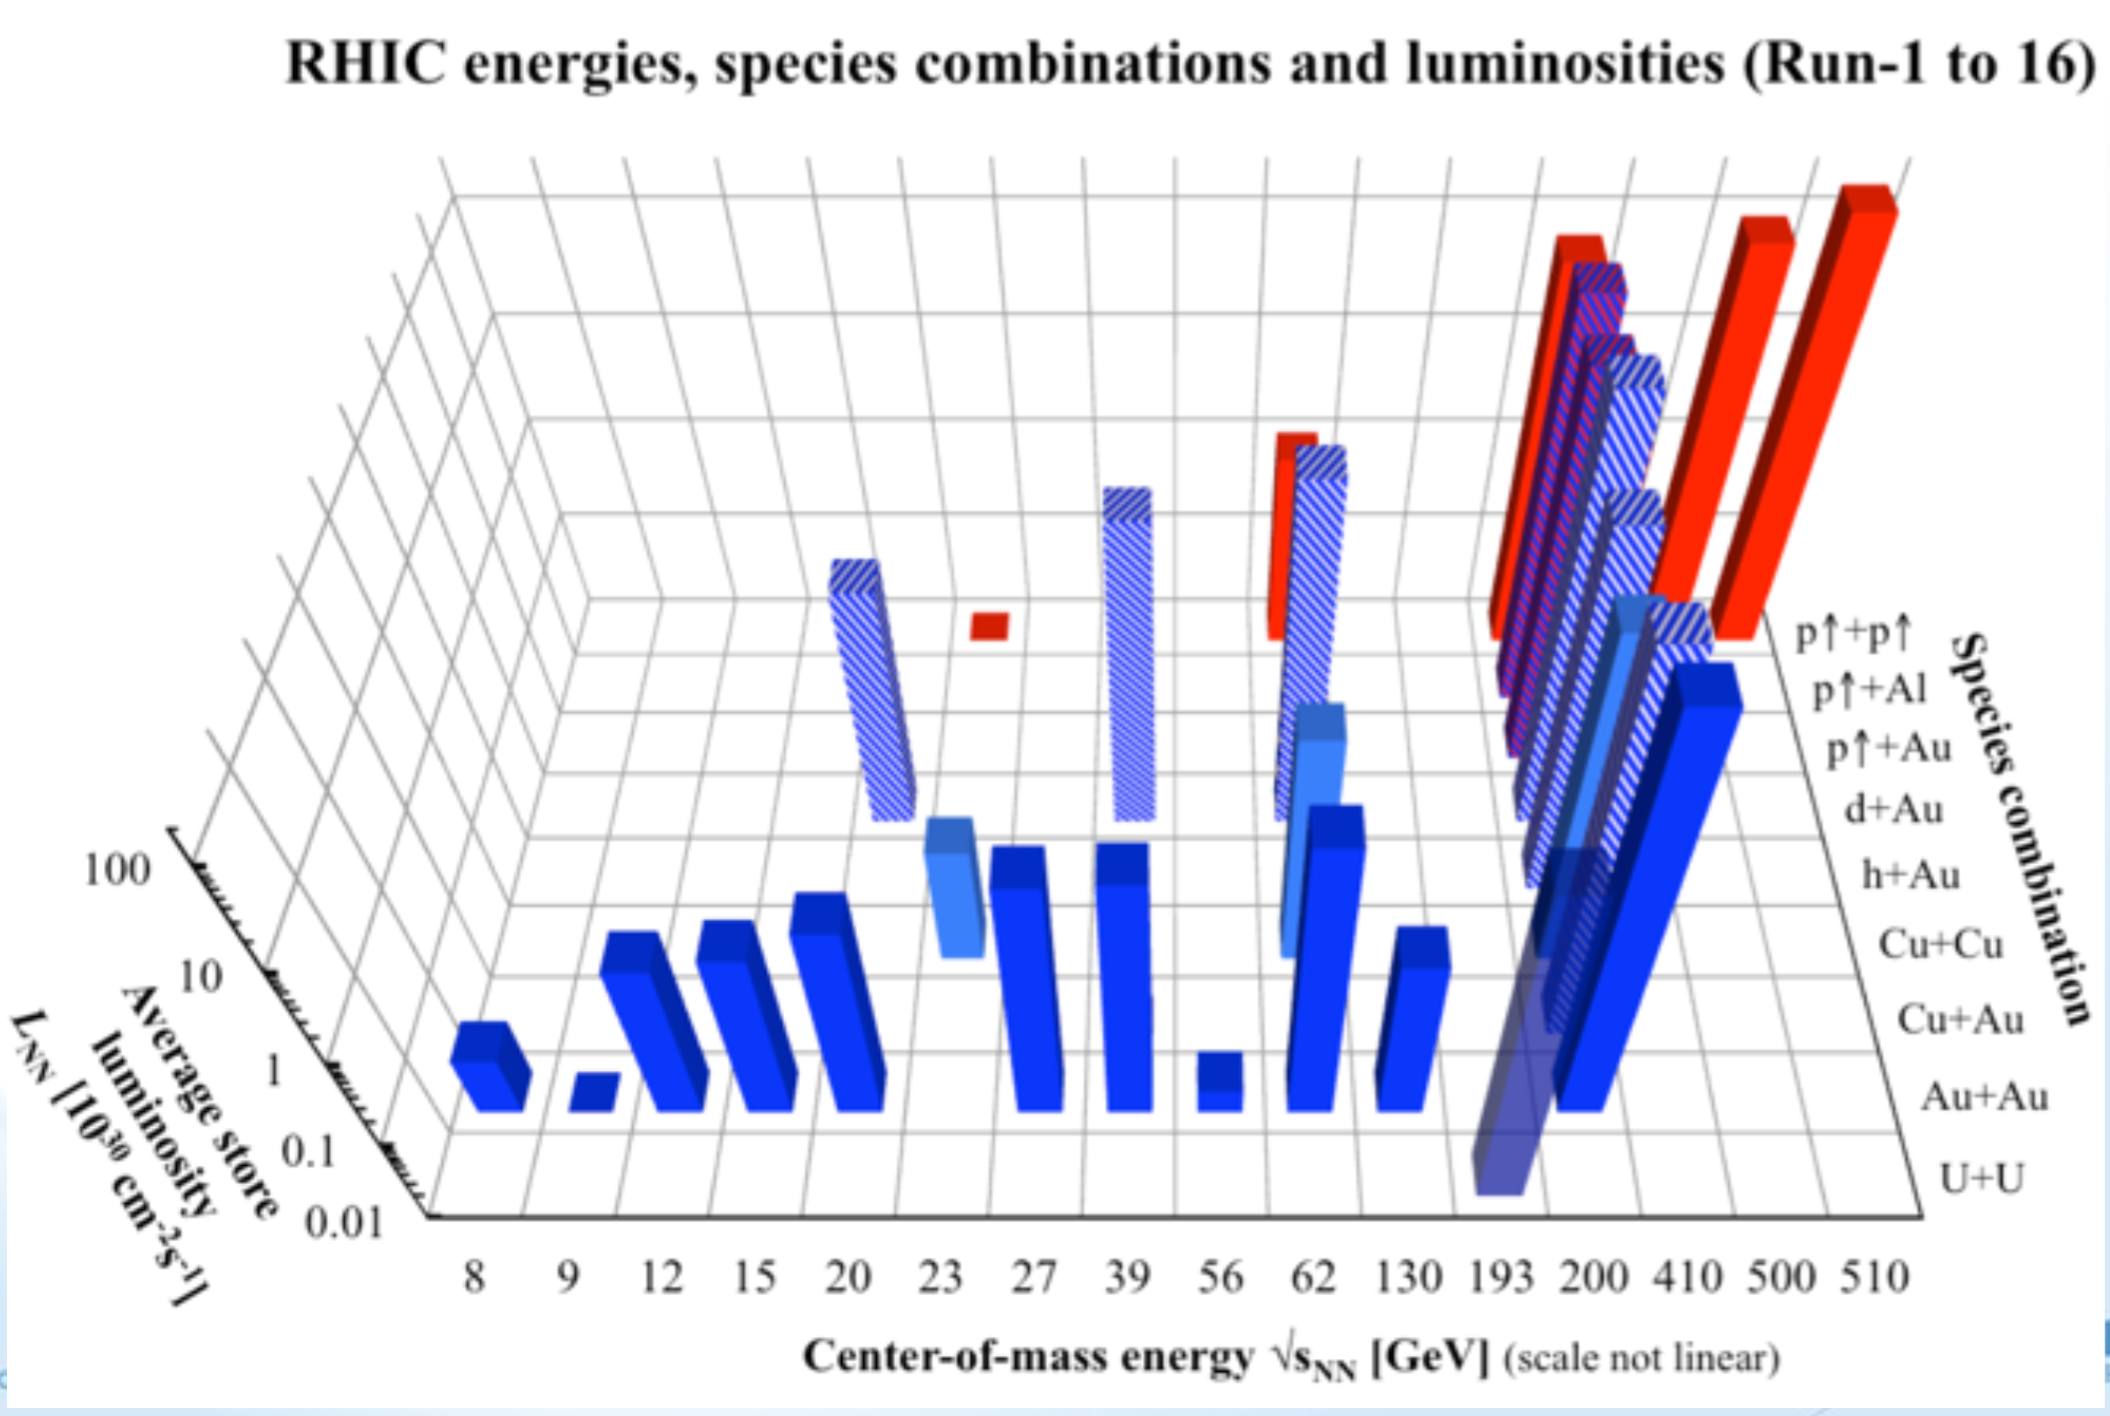 RHIC energies, species combinations and luminosities (Run-1 to 16)
100
10
1
0.1
0.01
Average store
luminosity
L_NN [10³⁰ cm⁻²s⁻¹]
p↑+p↑
p↑+Al
p↑+Au
d+Au
h+Au
Cu+Cu
Cu+Au
Au+Au
U+U
Species combination
8 9 12 15 20 23 27 39 56 62 130 193 200 410 500 510
Center-of-mass energy √s_NN [GeV] (scale not linear)